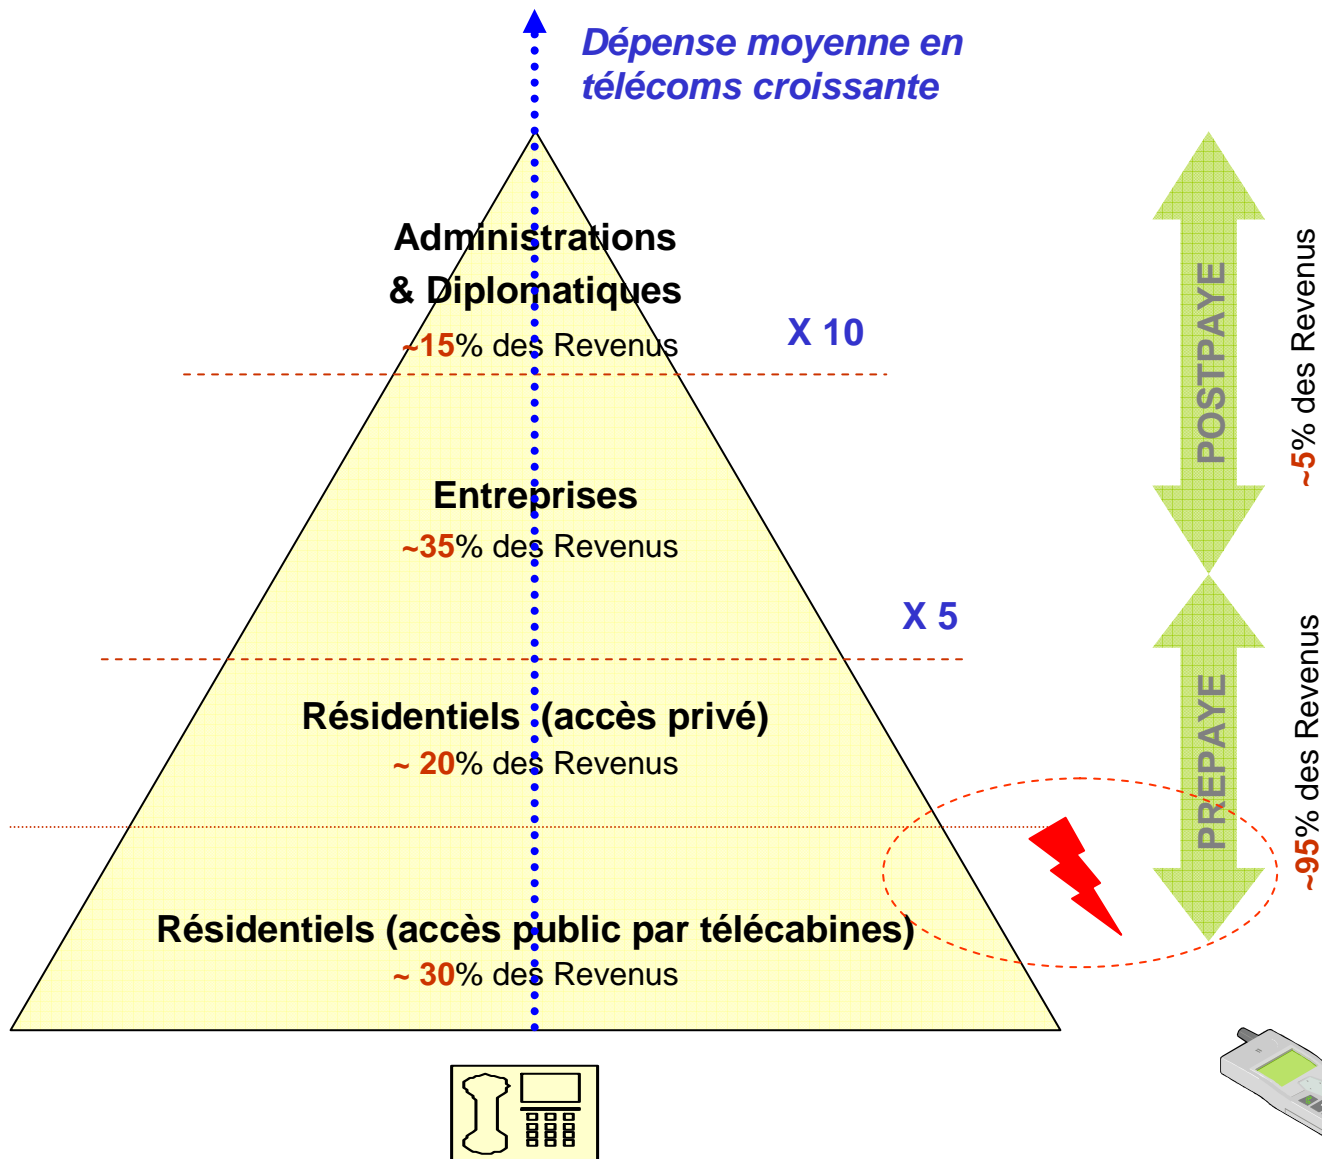 Dépense moyenne en
télécoms croissante
Administrations
& Diplomatiques
~15% des Revenus
X 10
Entreprises
~35% des Revenus
X 5
Résidentiels (accès privé)
~ 20% des Revenus
Résidentiels (accès public par télécabines)
~ 30% des Revenus
POSTPAYE
~5% des Revenus
PREPAYE
~95% des Revenus